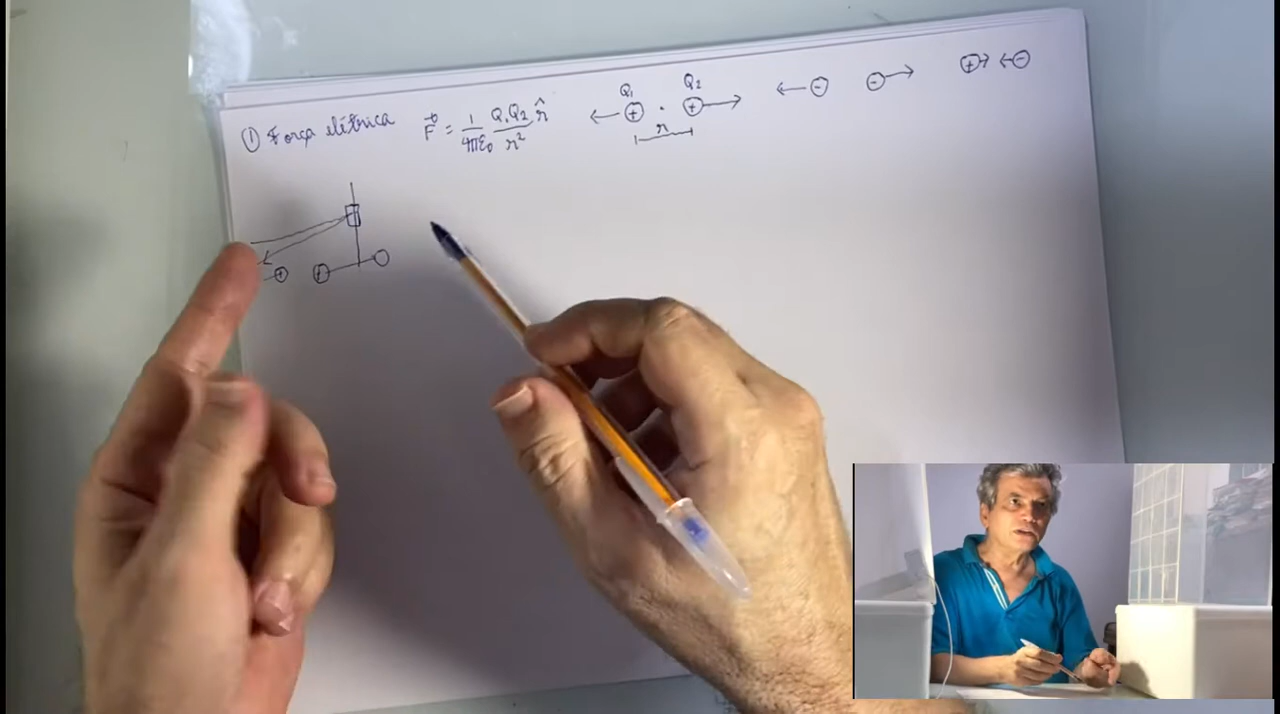 ① Força elétrica F⃗ = 1/4πε₀ Q₁Q₂/r² r̂
Q₁ Q₂
+ + - - + -
r
+ +